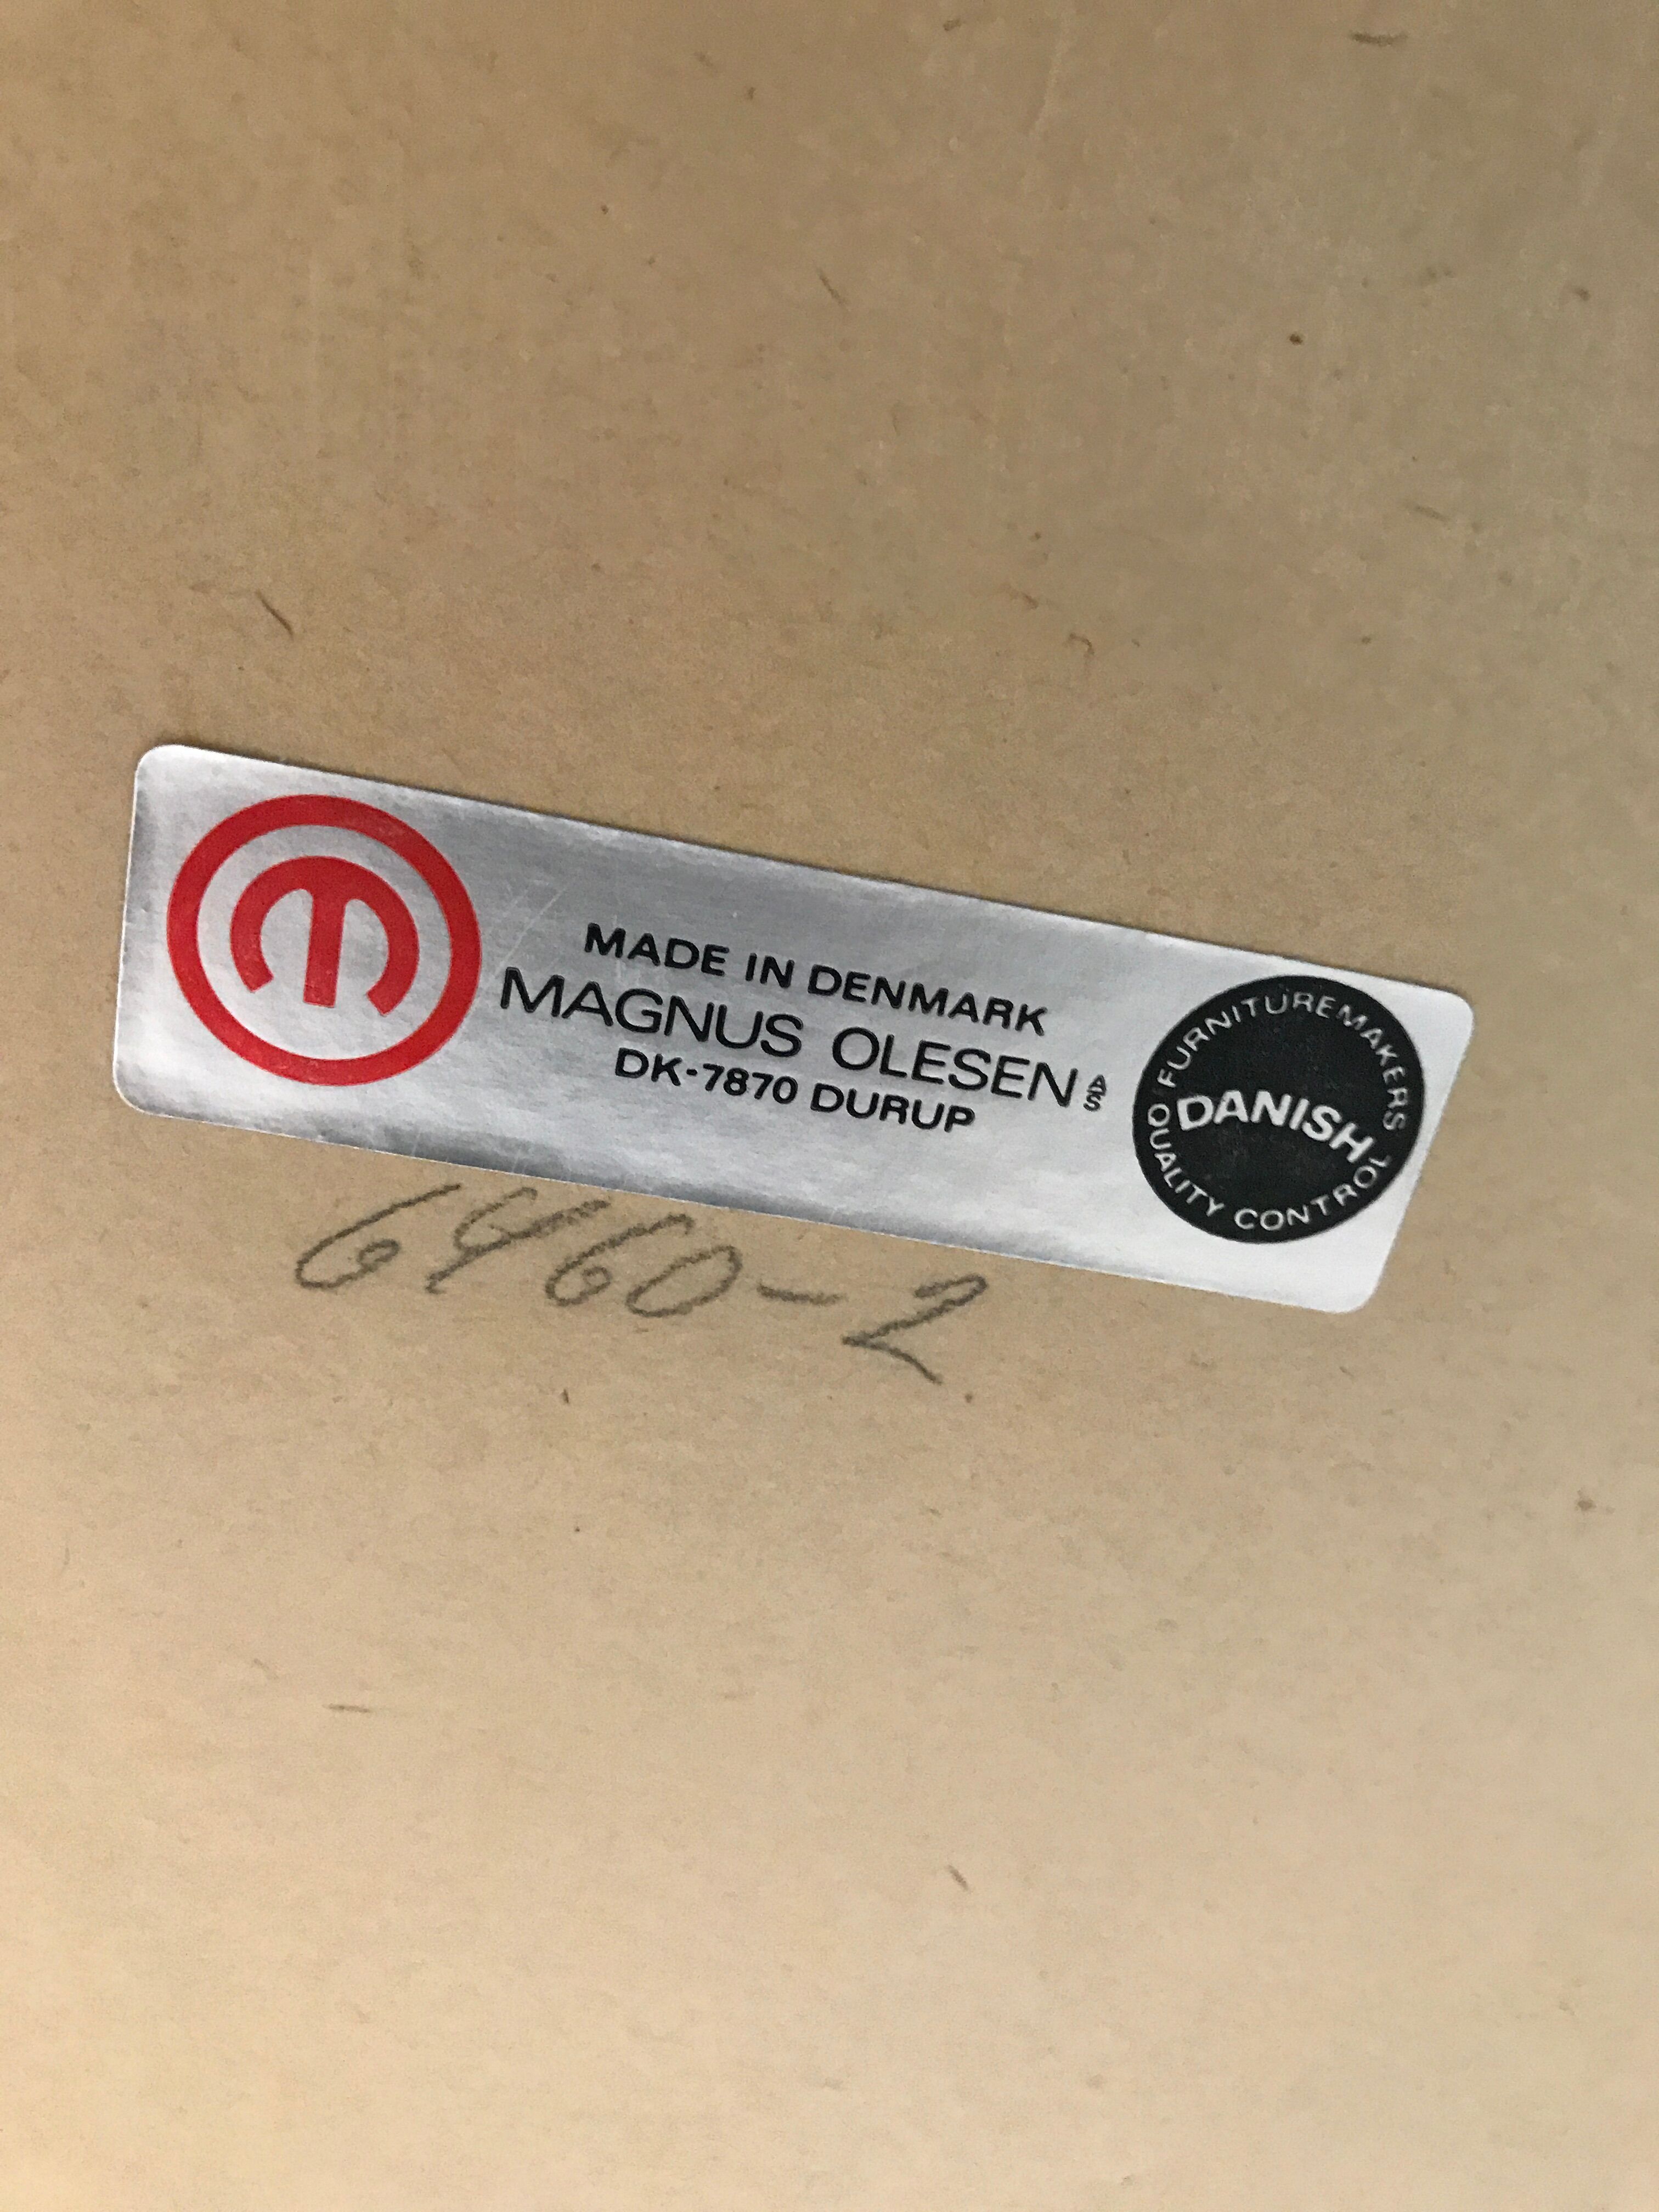 MADE IN DENMARK
MAGNUS OLESEN A/S
DK-7870 DURUP
FURNITUREMAKERS
DANISH
QUALITY CONTROL
6460-2